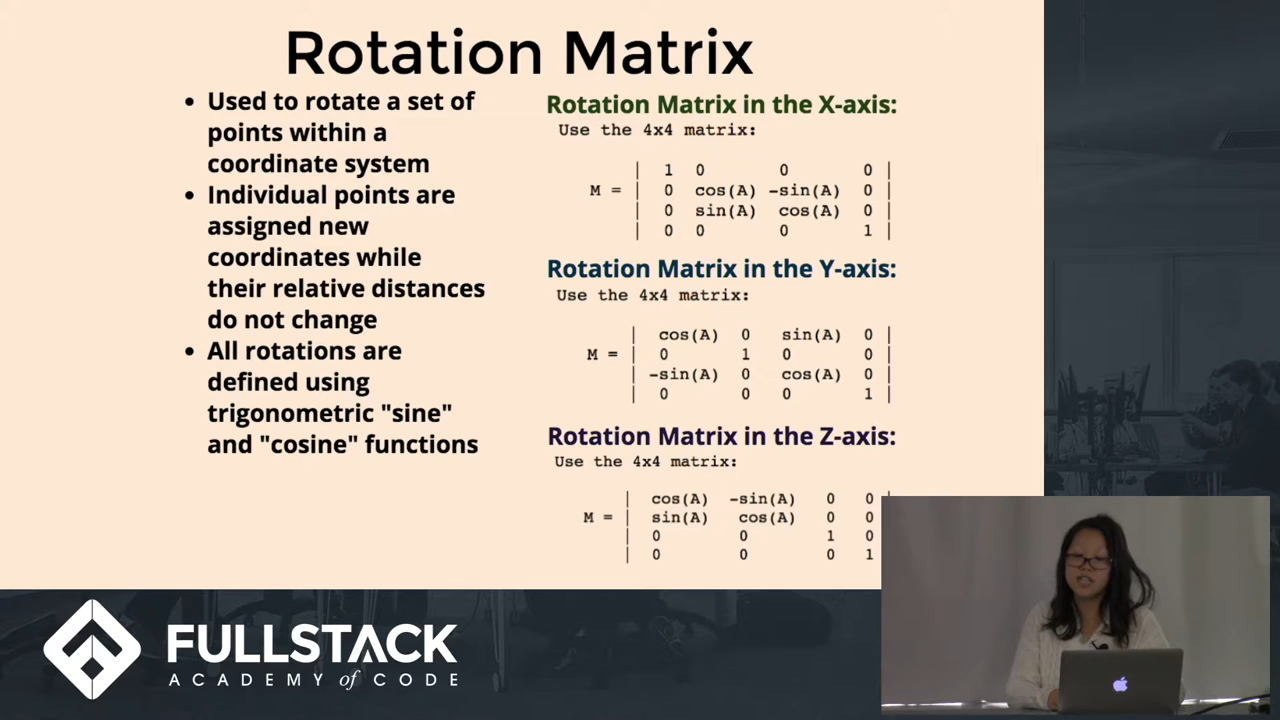 Rotation Matrix
• Used to rotate a set of
points within a
coordinate system
• Individual points are
assigned new
coordinates while
their relative distances
do not change
• All rotations are
defined using
trigonometric "sine"
and "cosine" functions
Rotation Matrix in the X-axis:
Use the 4x4 matrix:
| 1 0 0 0 |
M = | 0 cos(A) -sin(A) 0 |
| 0 sin(A) cos(A) 0 |
| 0 0 0 1 |
Rotation Matrix in the Y-axis:
Use the 4x4 matrix:
| cos(A) 0 sin(A) 0 |
M = | 0 1 0 0 |
| -sin(A) 0 cos(A) 0 |
| 0 0 0 1 |
Rotation Matrix in the Z-axis:
Use the 4x4 matrix:
| cos(A) -sin(A) 0 0 |
M = | sin(A) cos(A) 0 0
| 0 0 1 0
| 0 0 0 1
FULLSTACK
ACADEMY of CODE